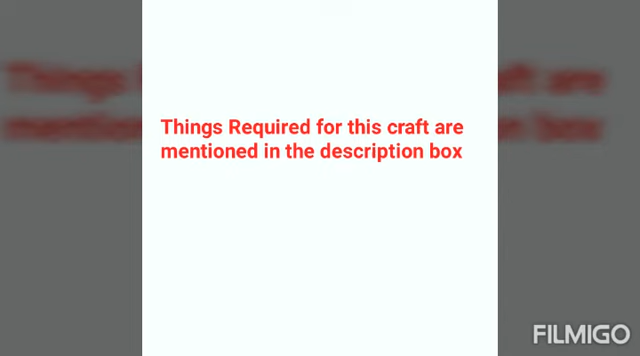 Things Required for this craft are
mentioned in the description box
FILMIGO